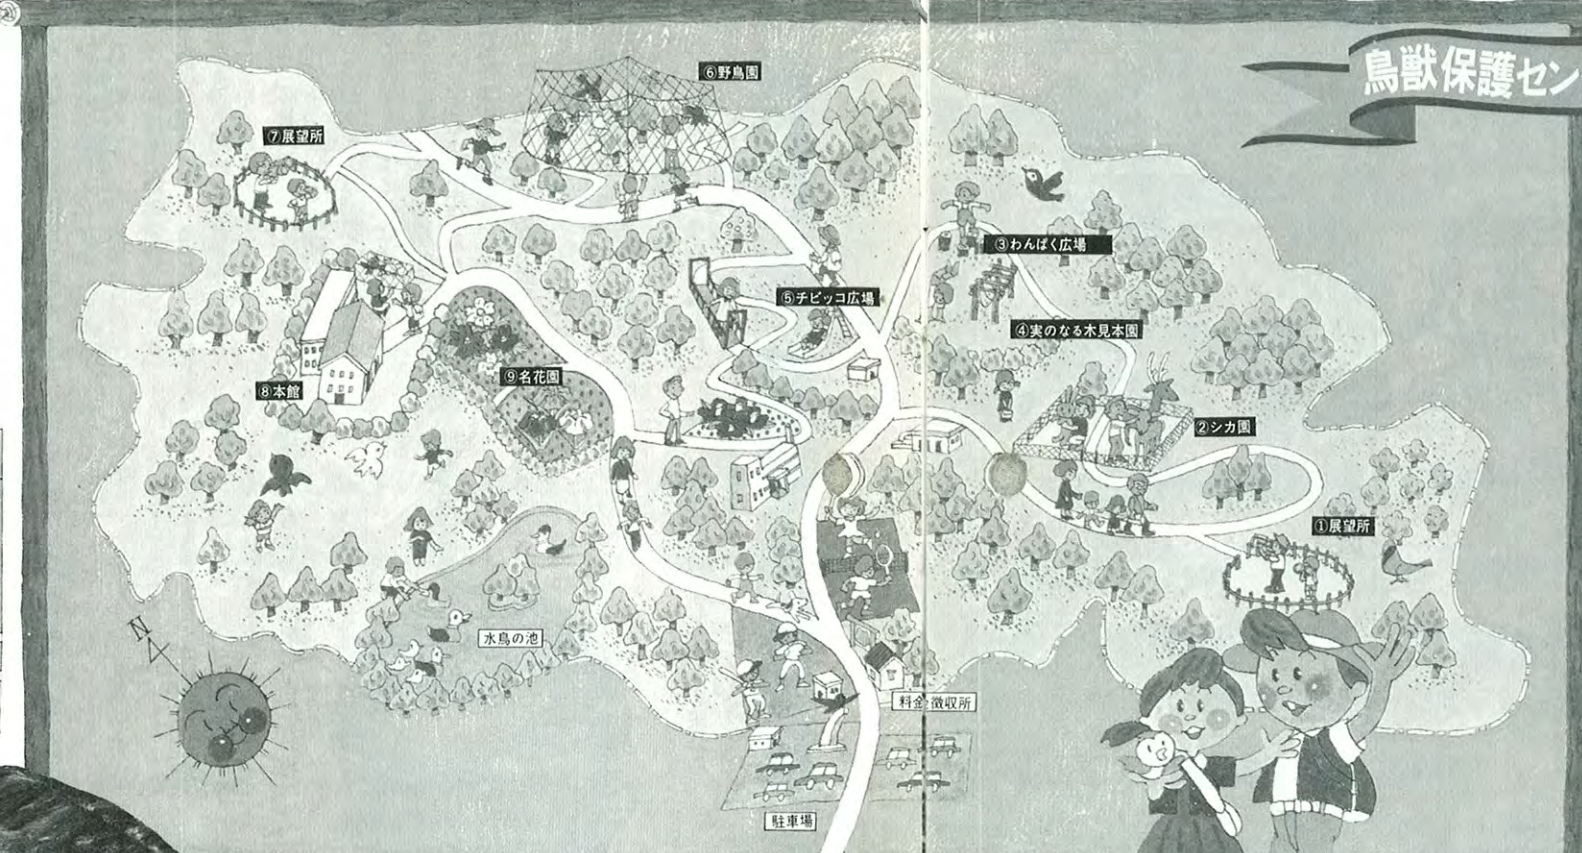 鳥獣保護セン
⑥野鳥園
⑦展望所
③わんぱく広場
⑤チビッコ広場
④実のなる木見本園
⑨名花園
⑧本館
②シカ園
①展望所
N
水鳥の池
料金徴収所
駐車場